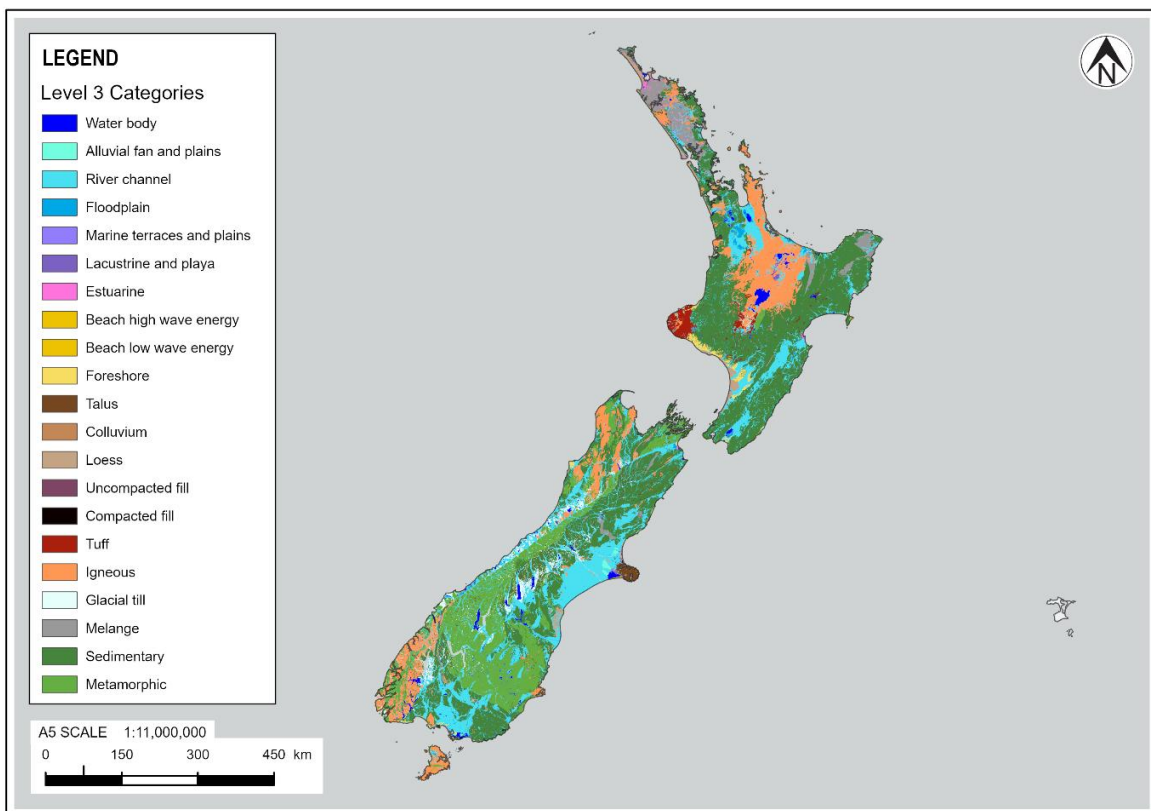 LEGEND
Level 3 Categories
Water body
Alluvial fan and plains
River channel
Floodplain
Marine terraces and plains
Lacustrine and playa
Estuarine
Beach high wave energy
Beach low wave energy
Foreshore
Talus
Colluvium
Loess
Uncompacted fill
Compacted fill
Tuff
Igneous
Glacial till
Melange
Sedimentary
Metamorphic
A5 SCALE 1:11,000,000
0 150 300 450 km
N